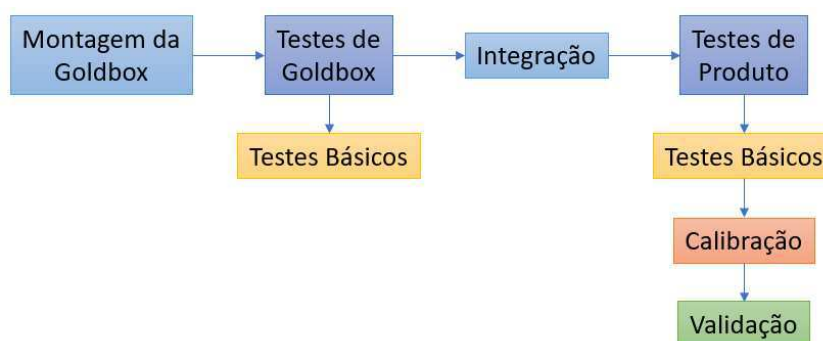 Montagem da
Goldbox
Testes de
Goldbox
Integração
Testes de
Produto
Testes Básicos
Testes Básicos
Calibração
Validação